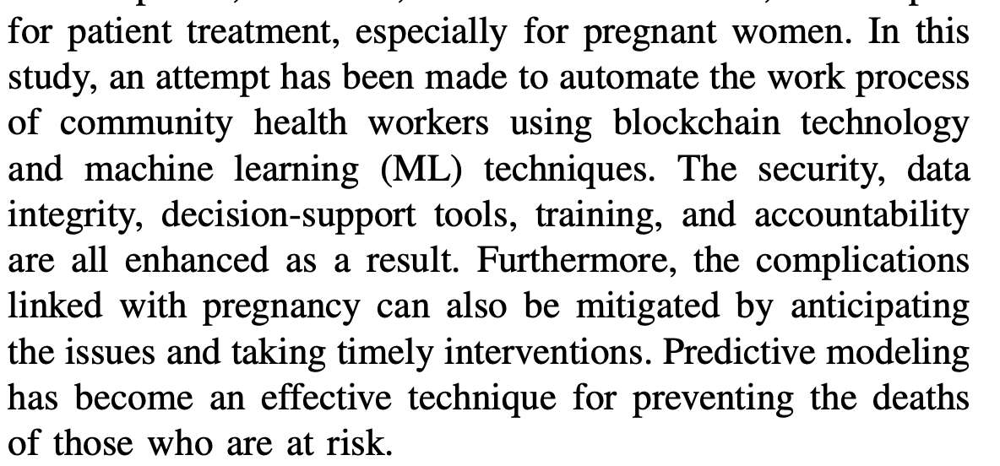 for patient treatment, especially for pregnant women. In this
study, an attempt has been made to automate the work process
of community health workers using blockchain technology
and machine learning (ML) techniques. The security, data
integrity, decision-support tools, training, and accountability
are all enhanced as a result. Furthermore, the complications
linked with pregnancy can also be mitigated by anticipating
the issues and taking timely interventions. Predictive modeling
has become an effective technique for preventing the deaths
of those who are at risk.